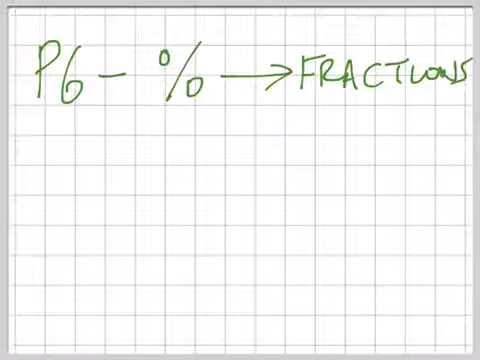 P6 - % → FRACTIONS